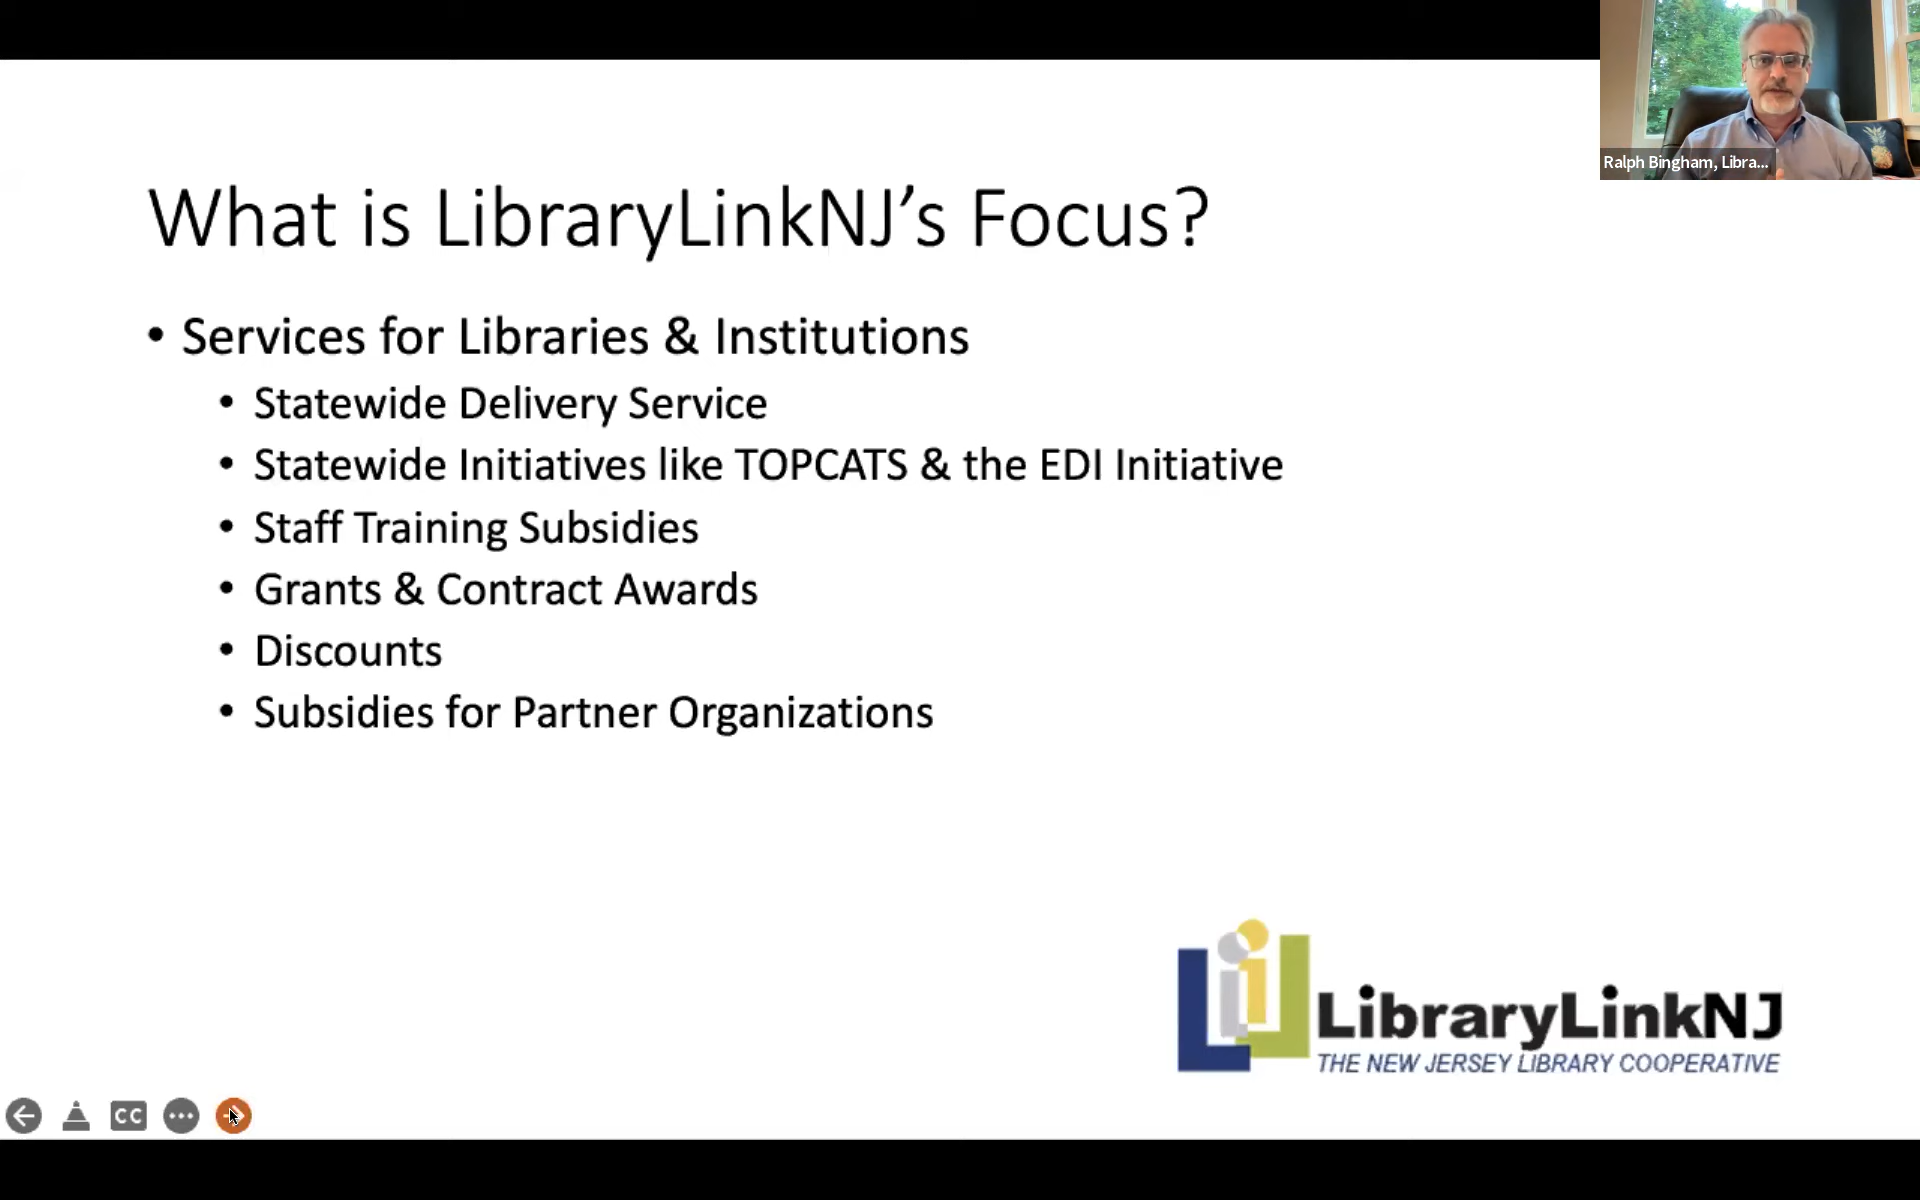 Ralph Bingham, Libra...
What is LibraryLinkNJ’s Focus?
• Services for Libraries & Institutions
• Statewide Delivery Service
• Statewide Initiatives like TOPCATS & the EDI Initiative
• Staff Training Subsidies
• Grants & Contract Awards
• Discounts
• Subsidies for Partner Organizations
LibraryLinkNJ
THE NEW JERSEY LIBRARY COOPERATIVE
CC